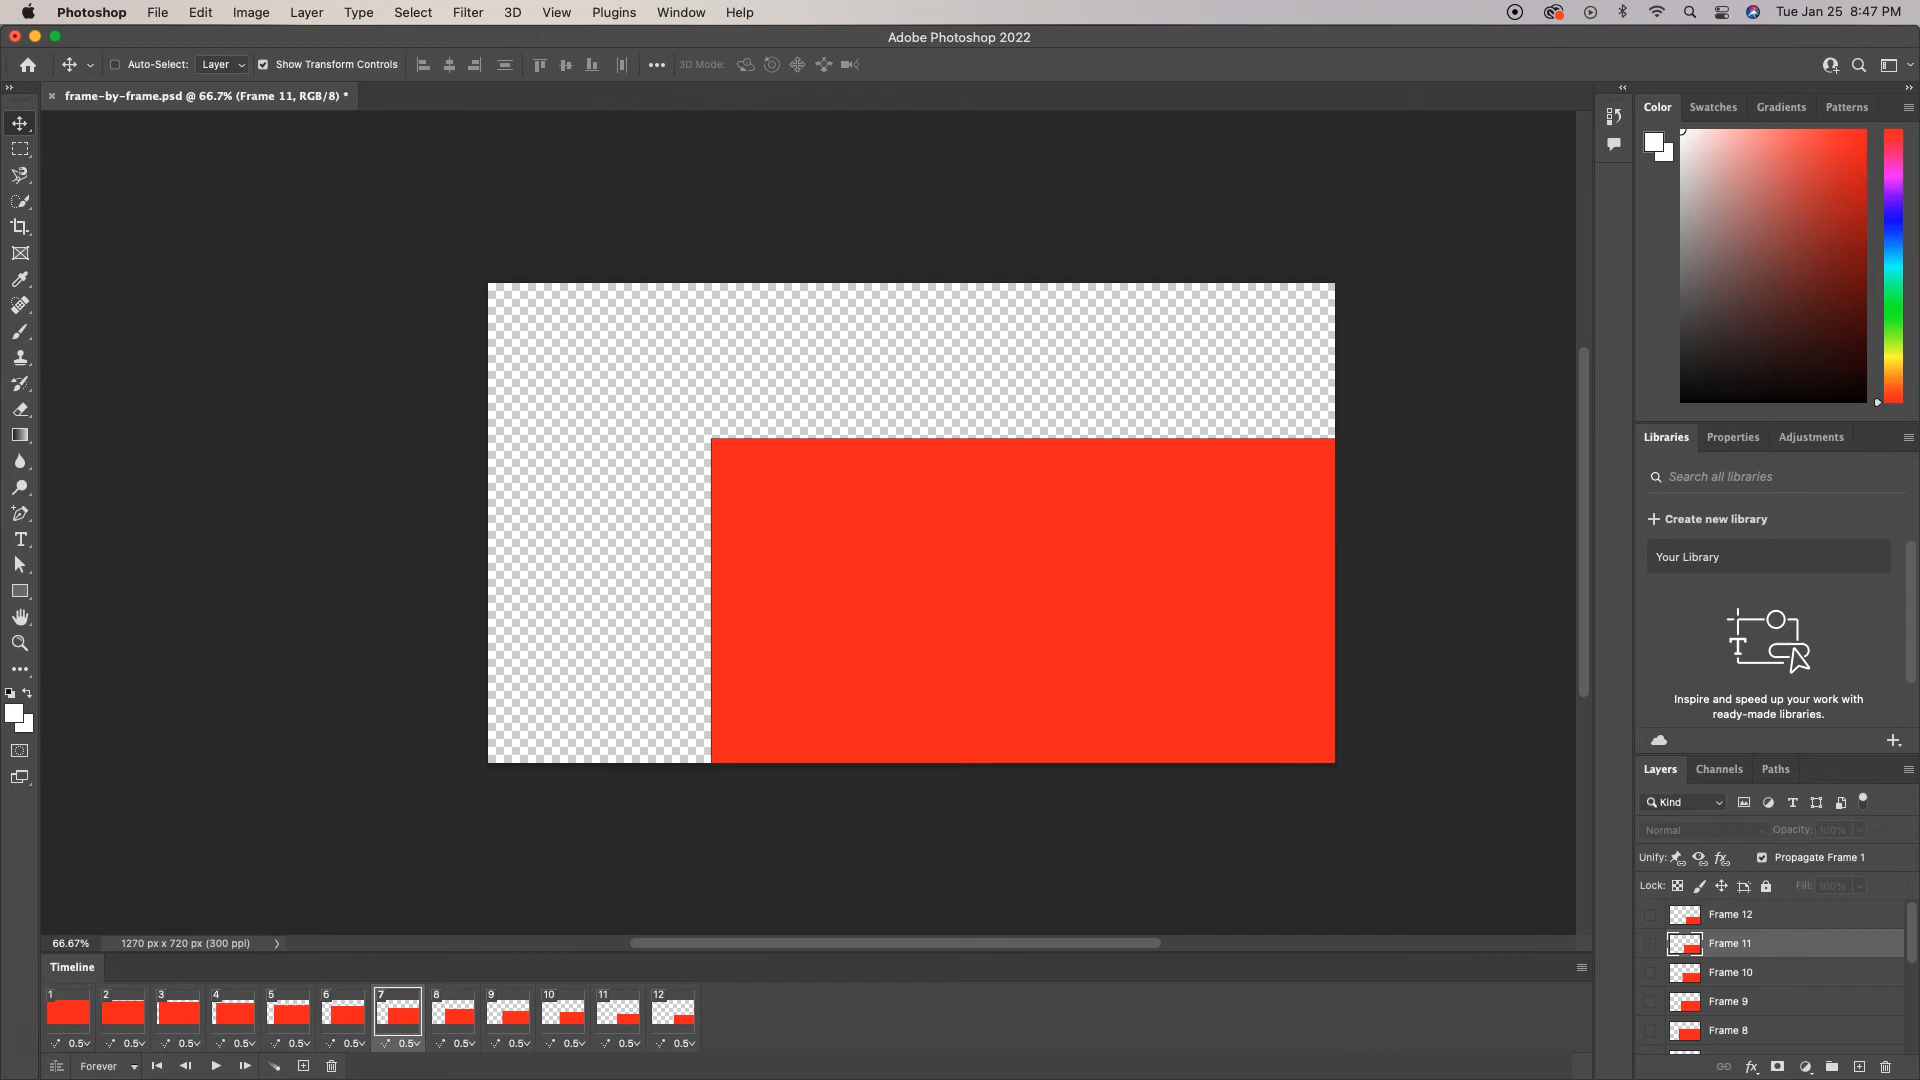 Photoshop File Edit Image Layer Type Select Filter 3D View Plugins Window Help Tue Jan 25 8:47 PM
Adobe Photoshop 2022
Auto-Select: Layer Show Transform Controls 3D Mode:
frame-by-frame.psd @ 66.7% (Frame 11, RGB/8) *
Color Swatches Gradients Patterns
Libraries Properties Adjustments
Search all libraries
Create new library
Your Library
Inspire and speed up your work with
ready-made libraries.
Layers Channels Paths
Kind
Normal Opacity: 100%
Unify: Propagate Frame 1
Lock: Fill: 100%
Frame 12
Frame 11
Frame 10
Frame 9
Frame 8
66.67% 1270 px x 720 px (300 ppi)
Timeline
1 2 3 4 5 6 7 8 9 10 11 12
0.5 0.5 0.5 0.5 0.5 0.5 0.5 0.5 0.5 0.5 0.5 0.5
Forever